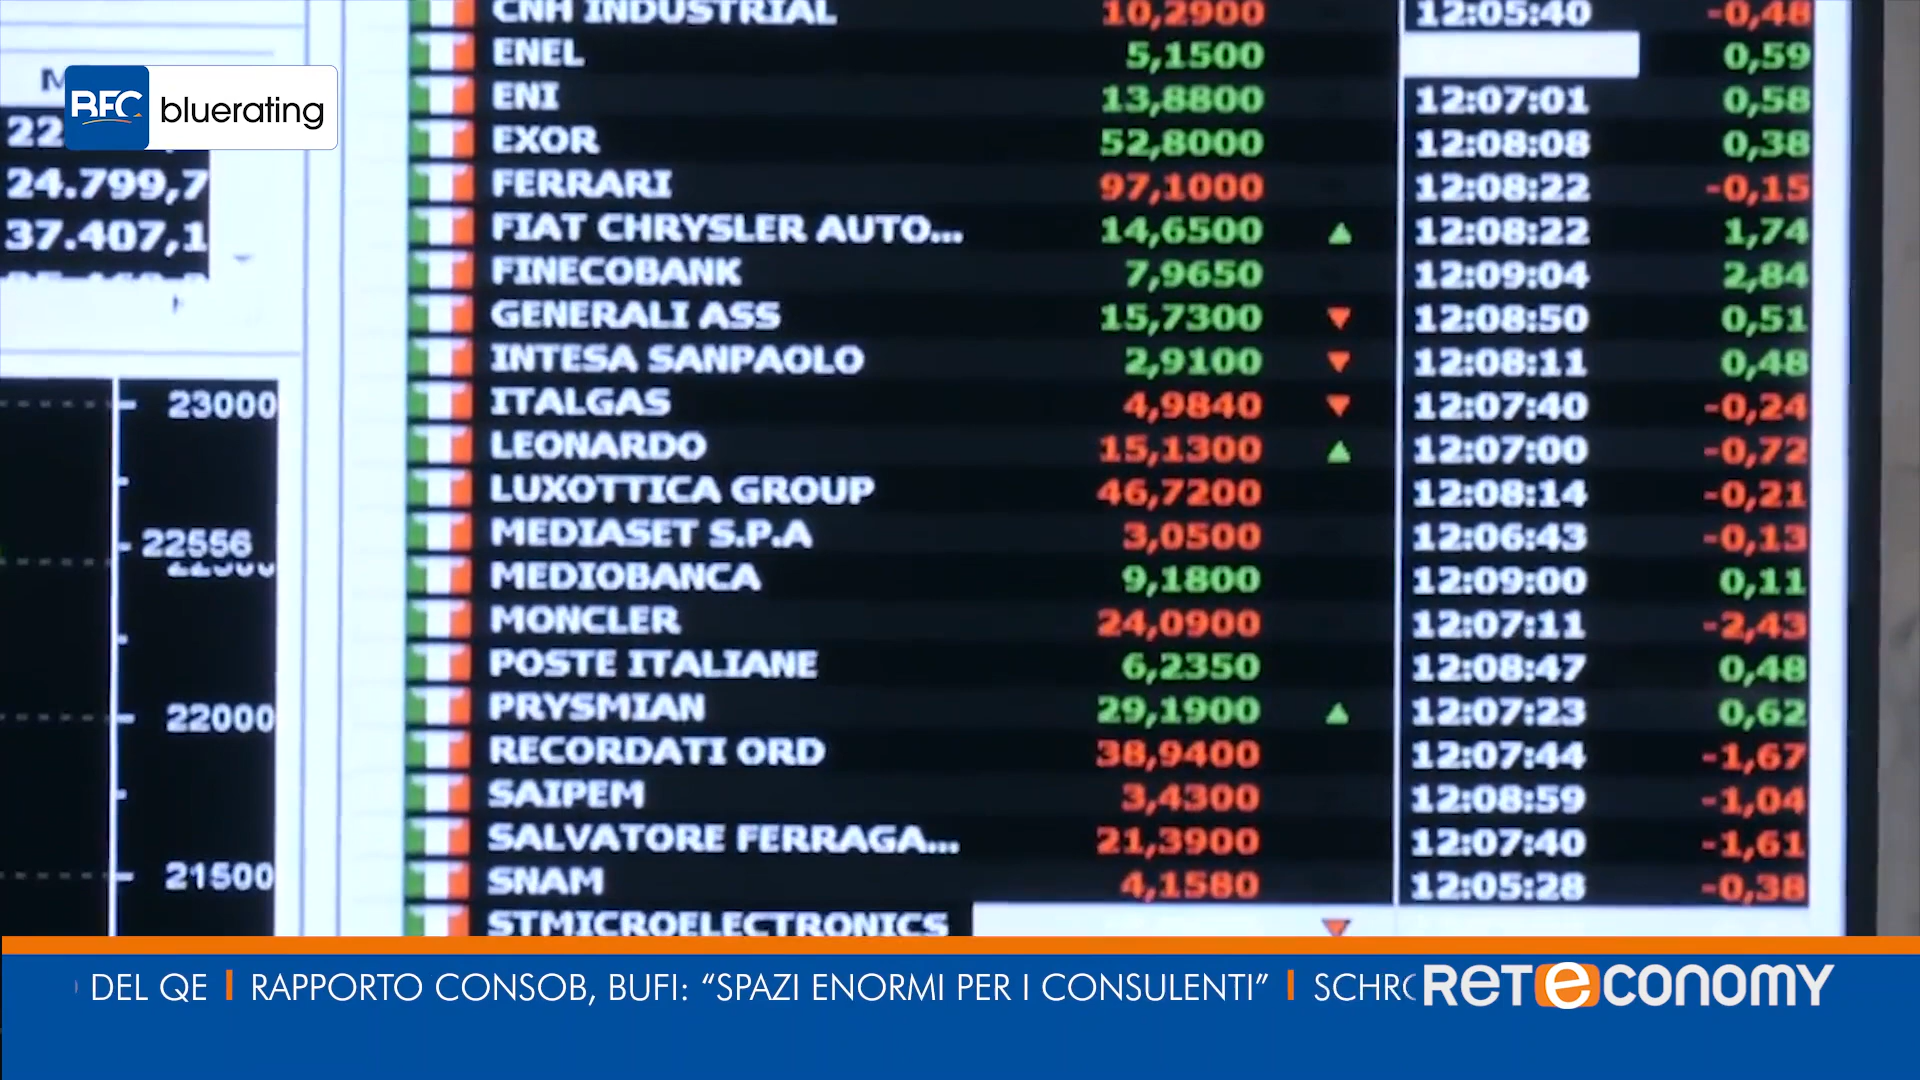 CNH INDUSTRIAL 10,2900 12:05:40 -0,48
ENEL 5,1500 0,59
ENI 13,8800 12:07:01 0,58
EXOR 52,8000 12:08:08 0,38
FERRARI 97,1000 12:08:22 -0,15
FIAT CHRYSLER AUTO... 14,6500 12:08:22 1,74
FINECOBANK 7,9650 12:09:04 2,84
GENERALI ASS 15,7300 12:08:50 0,51
INTESA SANPAOLO 2,9100 12:08:11 0,48
ITALGAS 4,9840 12:07:40 -0,24
LEONARDO 15,1300 12:07:00 -0,72
LUXOTTICA GROUP 46,7200 12:08:14 -0,21
MEDIASET S.P.A 3,0500 12:06:43 -0,13
MEDIOBANCA 9,1800 12:09:00 0,11
MONCLER 24,0900 12:07:11 -2,43
POSTE ITALIANE 6,2350 12:08:47 0,48
PRYSMIAN 29,1900 12:07:23 0,62
RECORDATI ORD 38,9400 12:07:44 -1,67
SAIPEM 3,4300 12:08:59 -1,04
SALVATORE FERRAGA... 21,3900 12:07:40 -1,61
SNAM 4,1580 12:05:28 -0,38
STMICROELECTRONICS
BFC bluerating
22
24.799,7
37.407,1
23000
22556
22000
21500
DEL QE | RAPPORTO CONSOB, BUFI: “SPAZI ENORMI PER I CONSULENTI” | SCHRO
RETeCONOMY